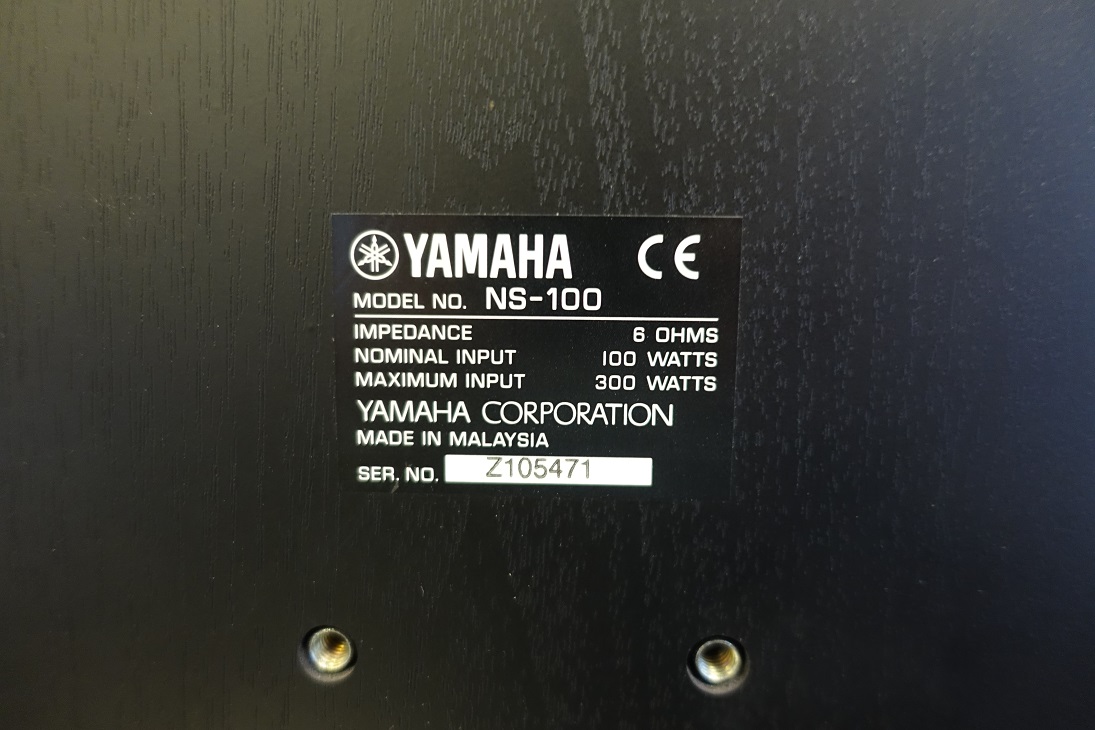 YAMAHA CE
MODEL NO. NS-100
IMPEDANCE 6 OHMS
NOMINAL INPUT 100 WATTS
MAXIMUM INPUT 300 WATTS
YAMAHA CORPORATION
MADE IN MALAYSIA
SER. NO. Z105471